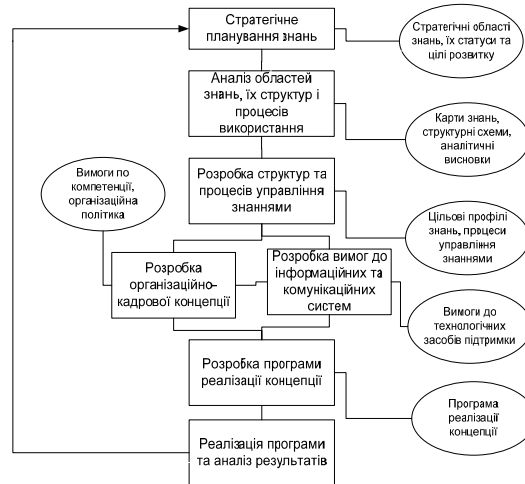 Стратегічне
планування знань
Стратегічні області
знань, їх статуси та
цілі розвитку
Аналіз областей
знань, їх структур і
процесів
використання
Карти знань,
структурні схеми,
аналітичні
висновки
Розробка структур та
процесів управління
знаннями
Вимоги по
компетенції,
організаційна
політика
Цільові профілі
знань, процеси
управління
знаннями
Розробка
організаційно-
кадрової концепції
Розробка вимог до
інформаційних та
комунікаційних
систем
Вимоги до
технологічних
засобів підтримки
Розробка програми
реалізації концепції
Програма
реалізації
концепції
Реалізація програми
та аналіз результатів